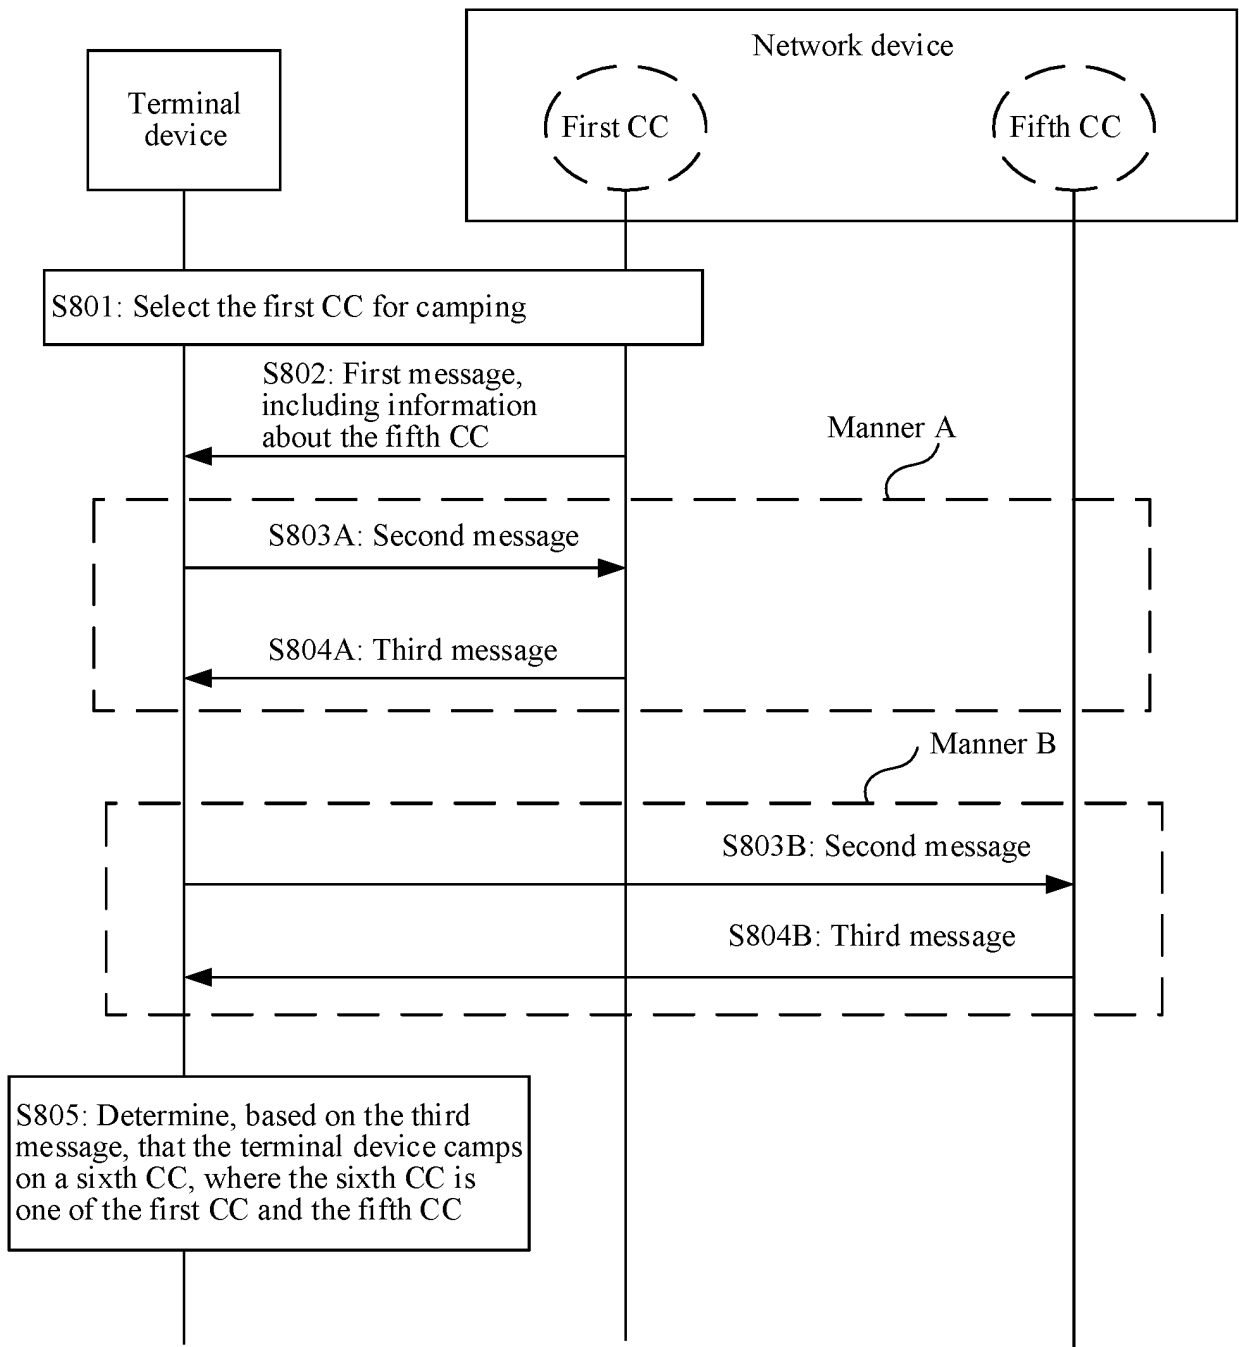 Network device
Terminal
device
First CC
Fifth CC
S801: Select the first CC for camping
S802: First message,
including information
about the fifth CC
Manner A
S803A: Second message
S804A: Third message
Manner B
S803B: Second message
S804B: Third message
S805: Determine, based on the third
message, that the terminal device camps
on a sixth CC, where the sixth CC is
one of the first CC and the fifth CC